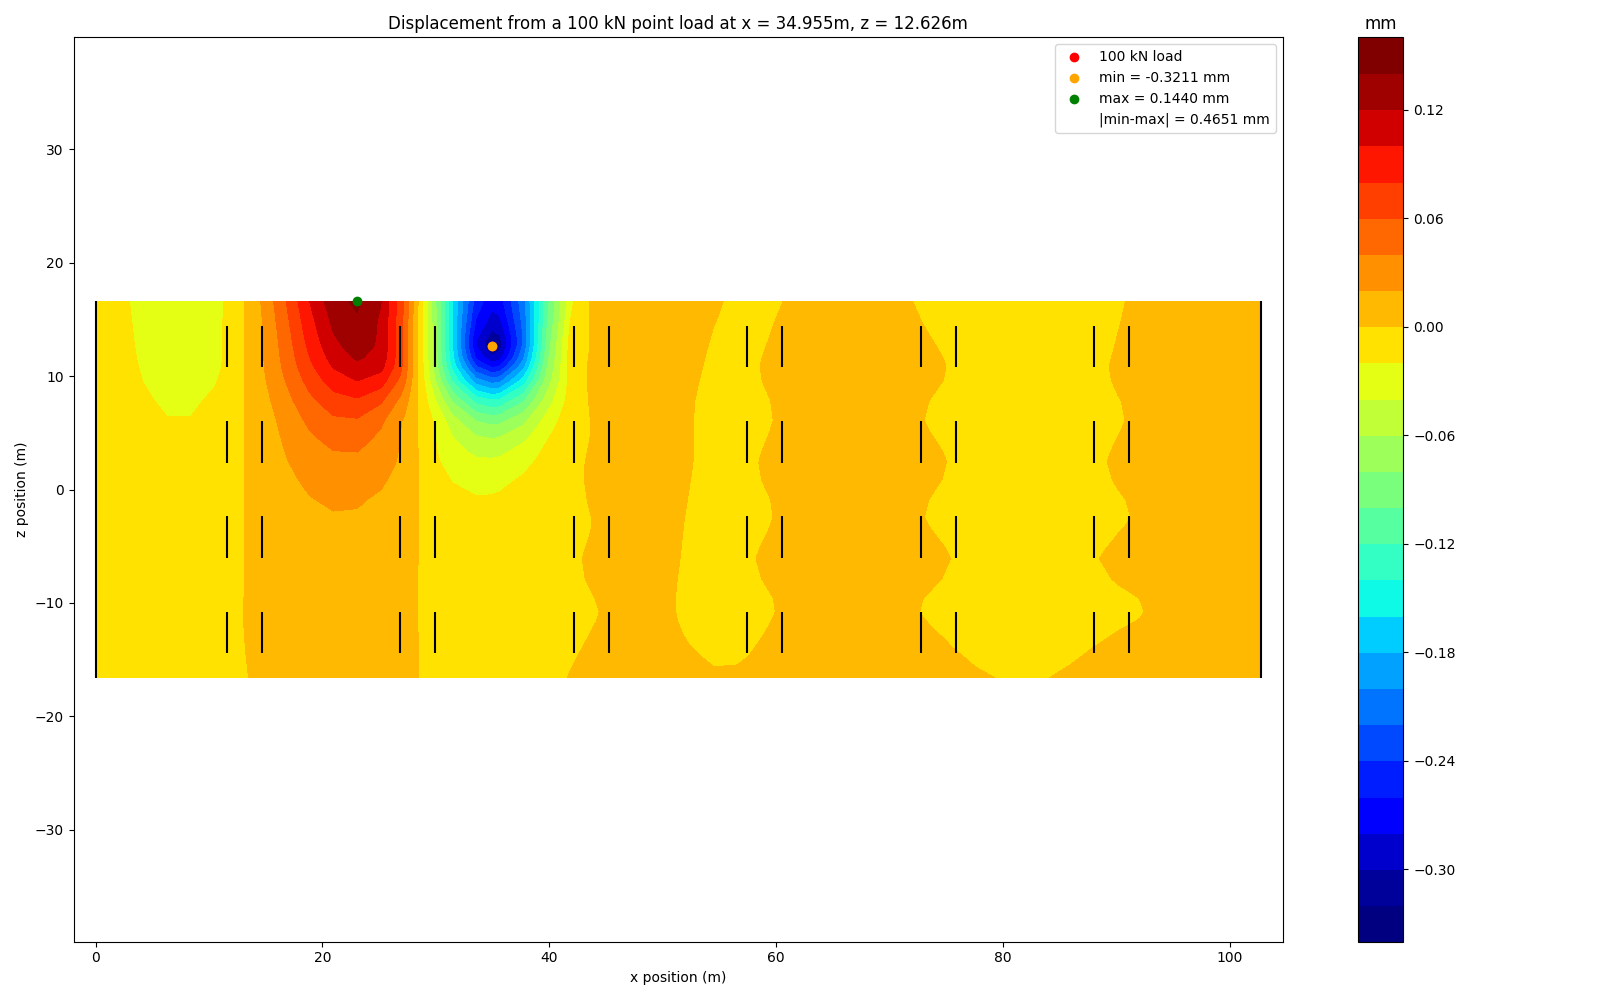 Displacement from a 100 kN point load at x = 34.955m, z = 12.626m
mm
100 kN load
min = -0.3211 mm
max = 0.1440 mm
|min-max| = 0.4651 mm
30
20
10
0
−10
−20
−30
z position (m)
0
20
40
60
80
100
x position (m)
0.12
0.06
0.00
−0.06
−0.12
−0.18
−0.24
−0.30